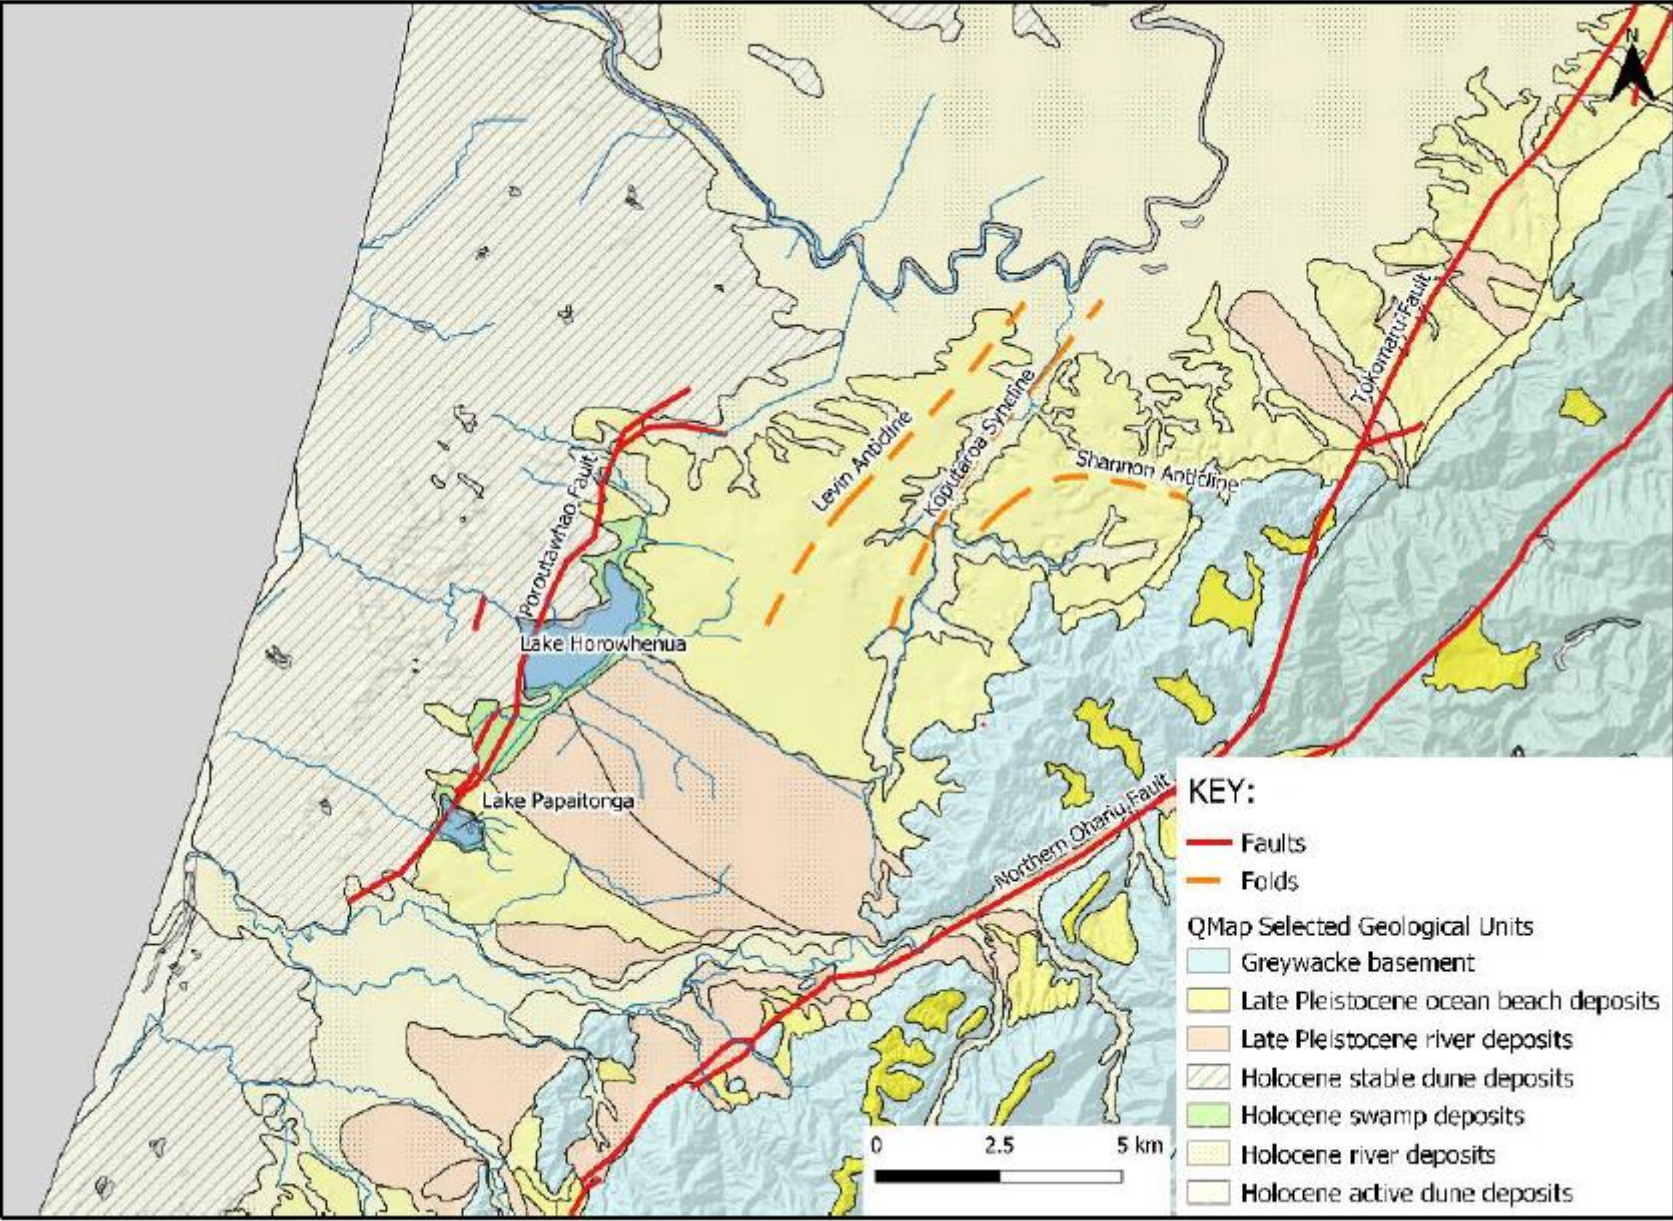 N
Tokomaru Fault
Levin Anticline
Koputaroa Syncline
Shannon Anticline
Poroutawhao Fault
Lake Horowhenua
Lake Papaitonga
Northern Ohariu Fault
KEY:
Faults
Folds
QMap Selected Geological Units
Greywacke basement
Late Pleistocene ocean beach deposits
Late Pleistocene river deposits
Holocene stable dune deposits
Holocene swamp deposits
Holocene river deposits
Holocene active dune deposits
0 2.5 5 km